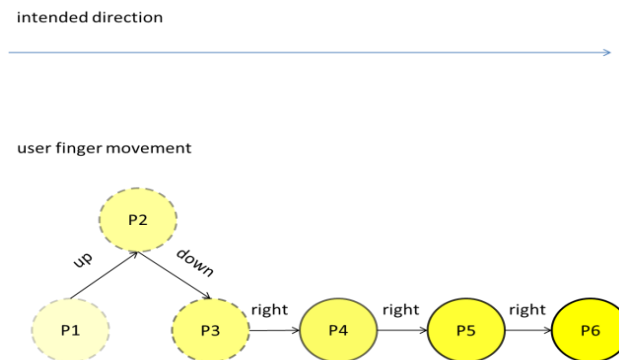 intended direction
user finger movement
P2
up
down
right
right
right
P1
P3
P4
P5
P6